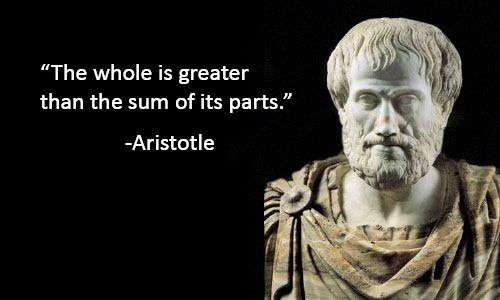 “The whole is greater
than the sum of its parts.”
-Aristotle